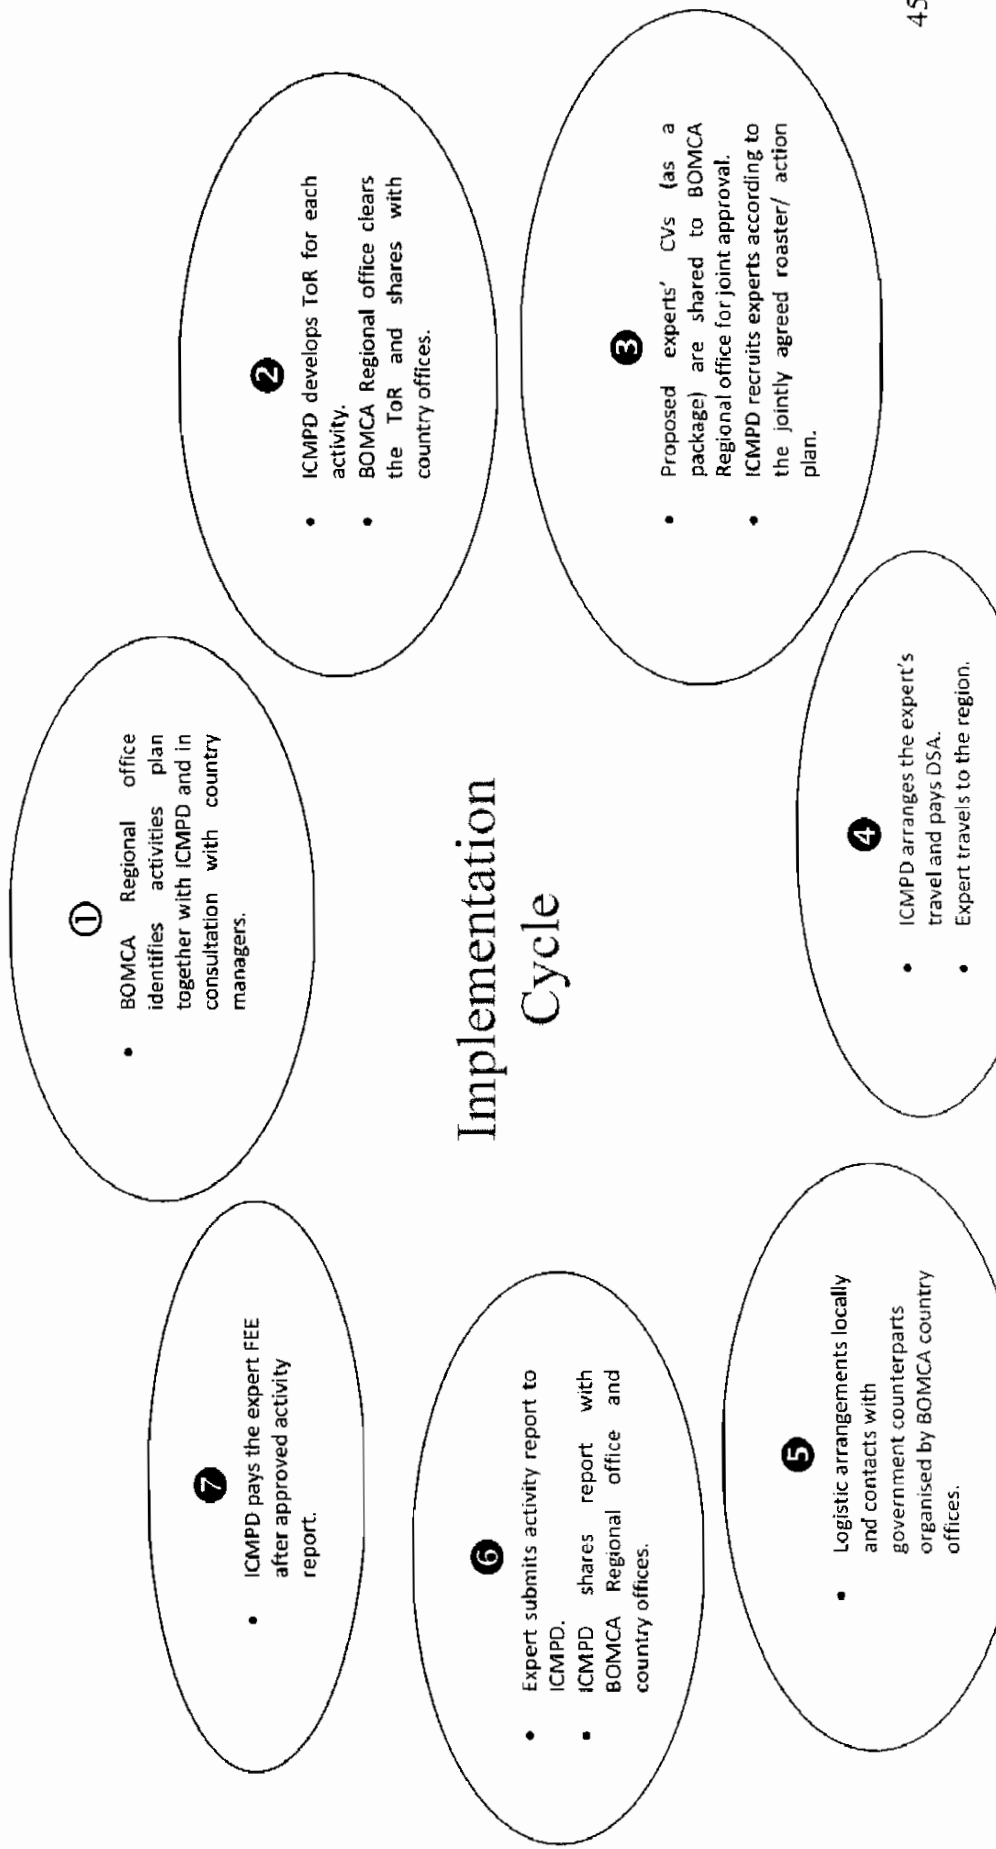 Implementation
Cycle
①
• BOMCA Regional office
identifies activities plan
together with ICMPD and in
consultation with country
managers.
❷
• ICMPD develops ToR for each
activity.
• BOMCA Regional office clears
the ToR and shares with
country offices.
❸
• Proposed experts' CVs (as a
package) are shared to BOMCA
Regional office for joint approval.
• ICMPD recruits experts according to
the jointly agreed roaster/ action
plan.
❹
• ICMPD arranges the expert's
travel and pays DSA.
• Expert travels to the region.
❺
• Logistic arrangements locally
and contacts with
government counterparts
organised by BOMCA country
offices.
❻
• Expert submits activity report to
ICMPD.
• ICMPD shares report with
BOMCA Regional office and
country offices.
❼
• ICMPD pays the expert FEE
after approved activity
report.
45